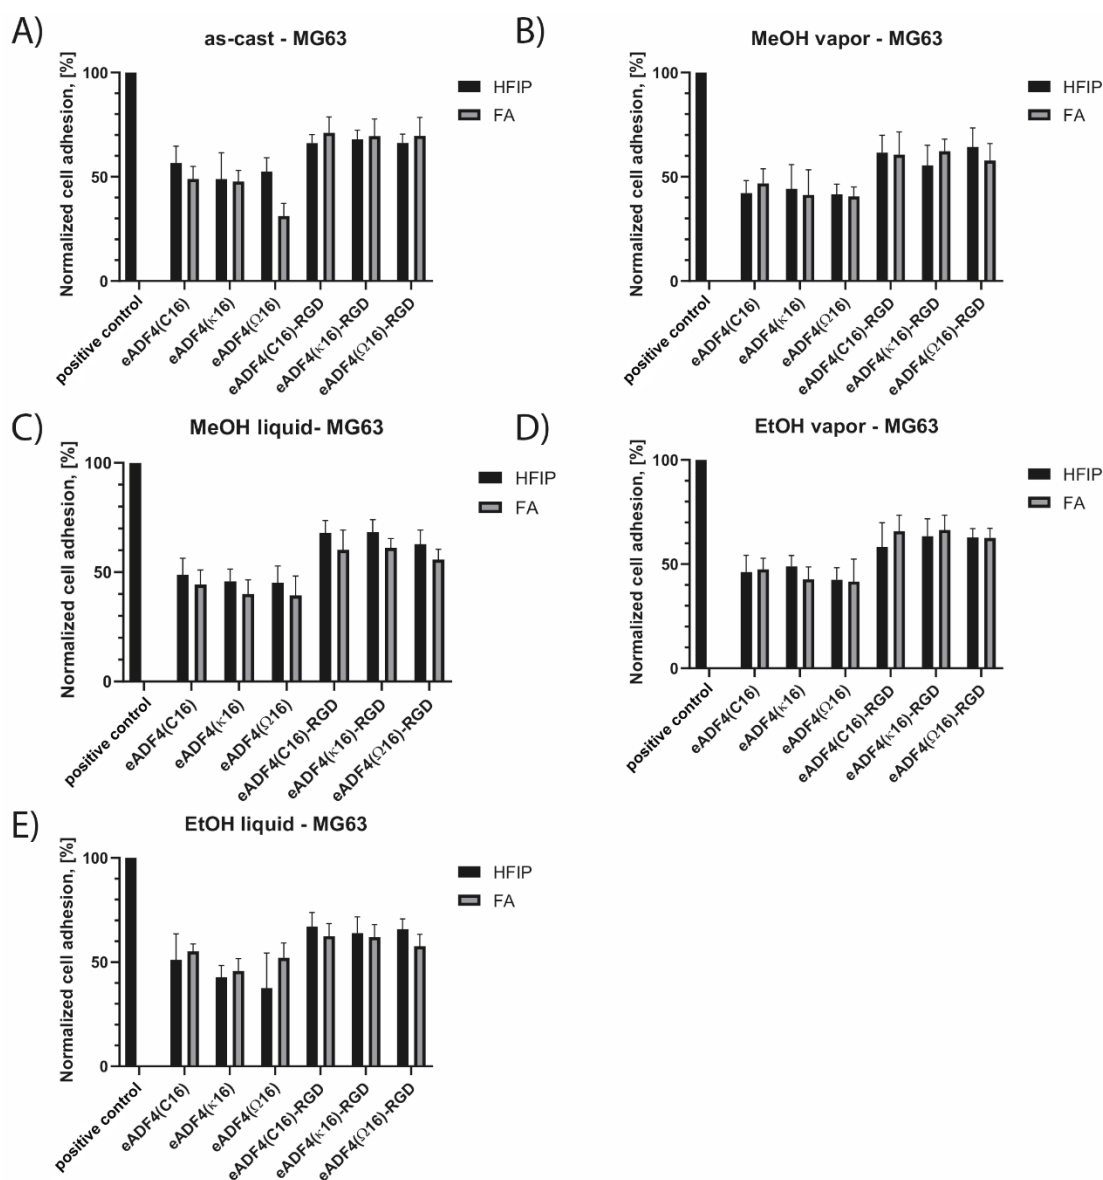 A)
as-cast - MG63
Normalized cell adhesion, [%]
100
50
0
HFIP
FA
positive control
eADF4(C16)
eADF4(κ16)
eADF4(Ω16)
eADF4(C16)-RGD
eADF4(κ16)-RGD
eADF4(Ω16)-RGD
B)
MeOH vapor - MG63
Normalized cell adhesion, [%]
100
50
0
HFIP
FA
positive control
eADF4(C16)
eADF4(κ16)
eADF4(Ω16)
eADF4(C16)-RGD
eADF4(κ16)-RGD
eADF4(Ω16)-RGD
C)
MeOH liquid- MG63
Normalized cell adhesion, [%]
100
50
0
HFIP
FA
positive control
eADF4(C16)
eADF4(κ16)
eADF4(Ω16)
eADF4(C16)-RGD
eADF4(κ16)-RGD
eADF4(Ω16)-RGD
D)
EtOH vapor - MG63
Normalized cell adhesion, [%]
100
50
0
HFIP
FA
positive control
eADF4(C16)
eADF4(κ16)
eADF4(Ω16)
eADF4(C16)-RGD
eADF4(κ16)-RGD
eADF4(Ω16)-RGD
E)
EtOH liquid - MG63
Normalized cell adhesion, [%]
100
50
0
HFIP
FA
positive control
eADF4(C16)
eADF4(κ16)
eADF4(Ω16)
eADF4(C16)-RGD
eADF4(κ16)-RGD
eADF4(Ω16)-RGD